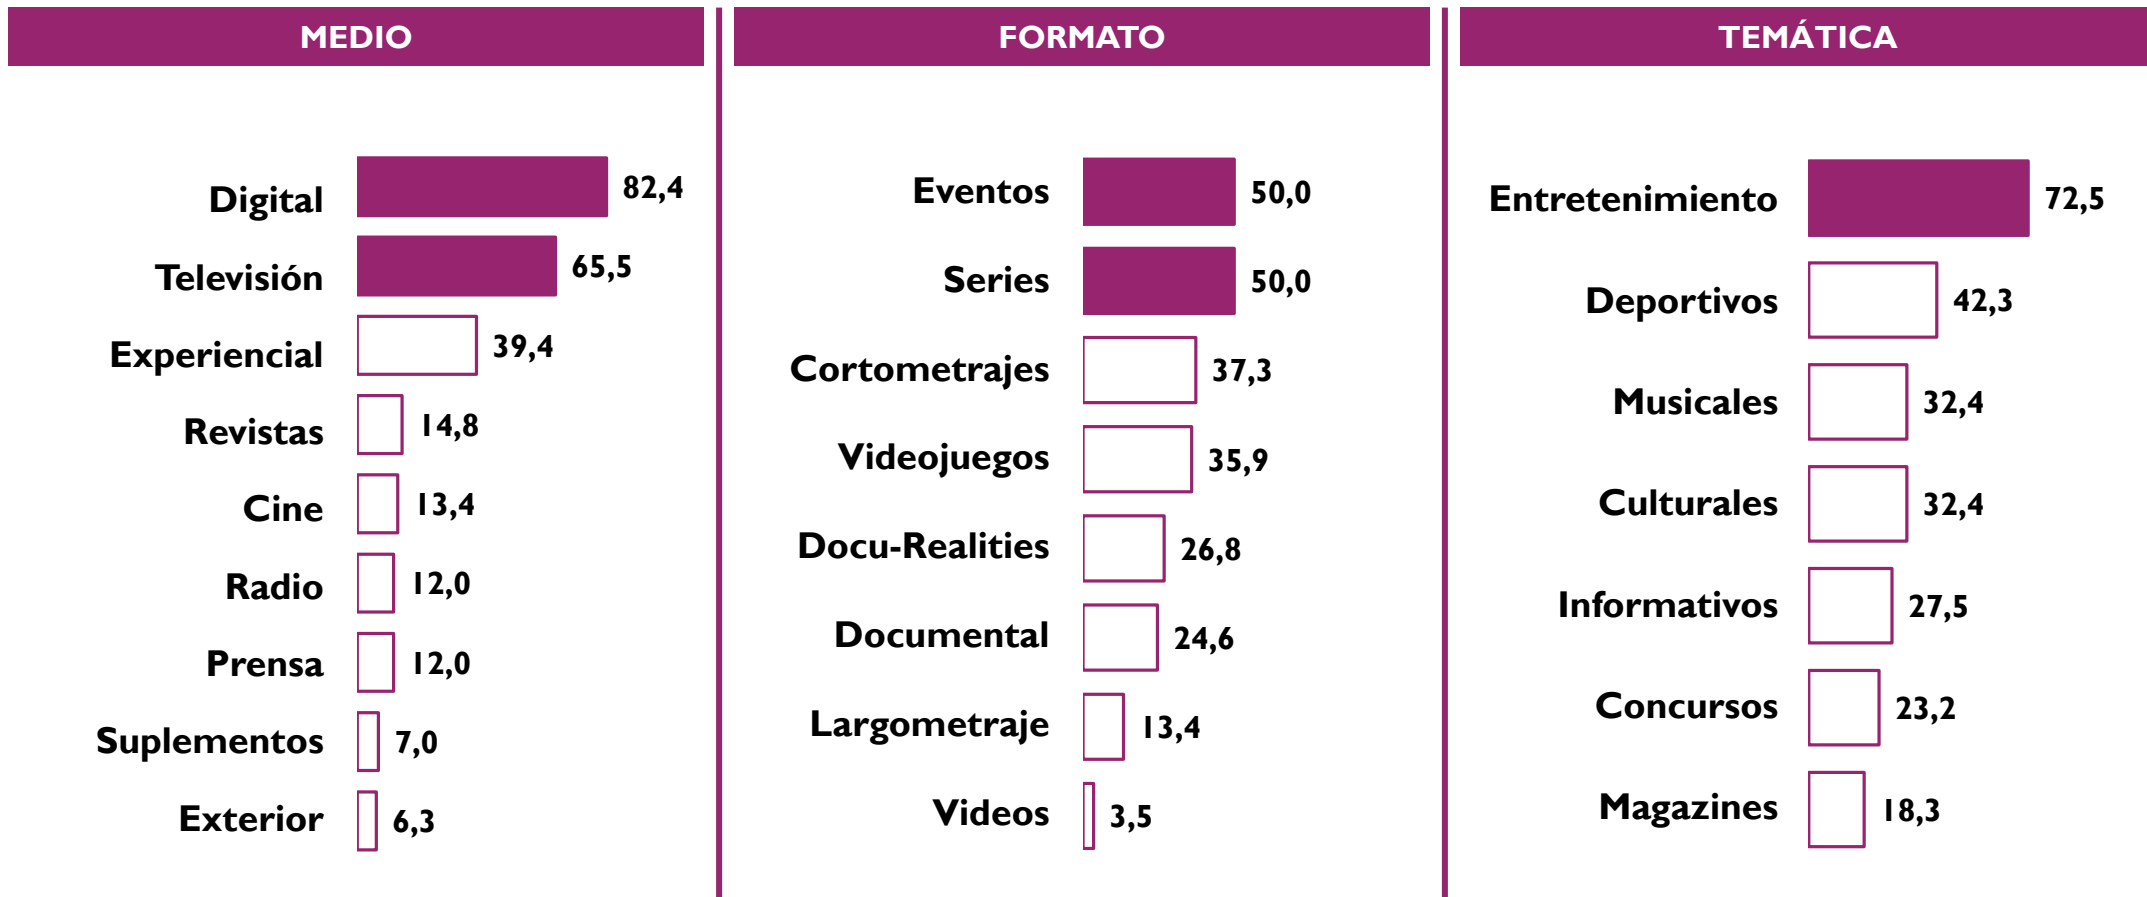 MEDIO
Digital 82,4
Televisión 65,5
Experiencial 39,4
Revistas 14,8
Cine 13,4
Radio 12,0
Prensa 12,0
Suplementos 7,0
Exterior 6,3
FORMATO
Eventos 50,0
Series 50,0
Cortometrajes 37,3
Videojuegos 35,9
Docu-Realities 26,8
Documental 24,6
Largometraje 13,4
Videos 3,5
TEMÁTICA
Entretenimiento 72,5
Deportivos 42,3
Musicales 32,4
Culturales 32,4
Informativos 27,5
Concursos 23,2
Magazines 18,3